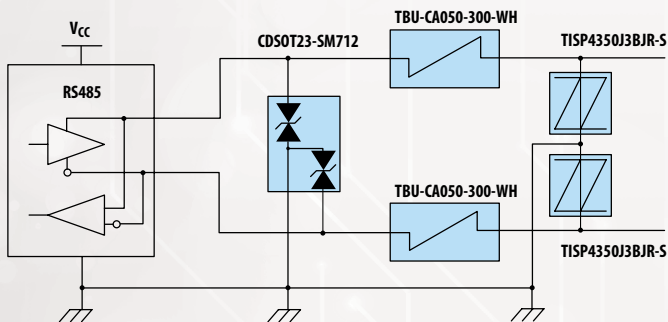 TBU-CA050-300-WH
VCC
CDSOT23-SM712
TISP4350J3BJR-S
RS485
TBU-CA050-300-WH
TISP4350J3BJR-S